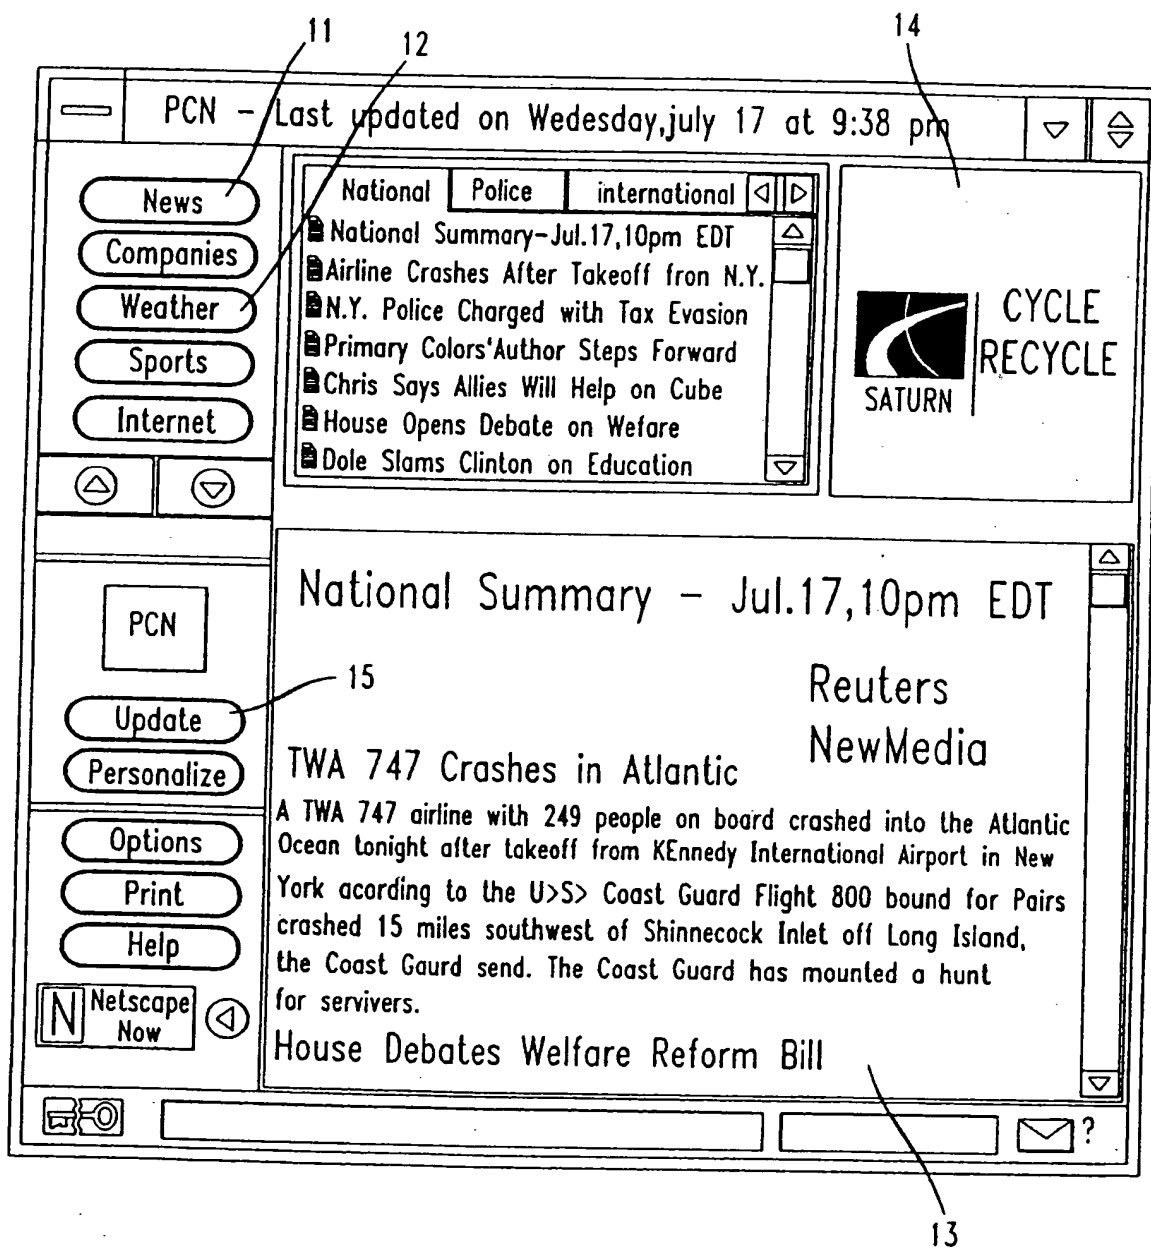 11
12
14
PCN - Last updated on Wedesday,july 17 at 9:38 pm
News
Companies
Weather
Sports
Internet
National Police international
National Summary-Jul.17,10pm EDT
Airline Crashes After Takeoff fron N.Y.
N.Y. Police Charged with Tax Evasion
Primary Colors'Author Steps Forward
Chris Says Allies Will Help on Cube
House Opens Debate on Wefare
Dole Slams Clinton on Education
SATURN
CYCLE
RECYCLE
PCN
15
Update
Personalize
Options
Print
Help
N Netscape
Now
National Summary - Jul.17,10pm EDT
Reuters
NewMedia
TWA 747 Crashes in Atlantic
A TWA 747 airline with 249 people on board crashed into the Atlantic
Ocean tonight after takeoff from KEnnedy International Airport in New
York acording to the U>S> Coast Guard Flight 800 bound for Pairs
crashed 15 miles southwest of Shinnecock Inlet off Long Island,
the Coast Gaurd send. The Coast Guard has mounted a hunt
for servivers.
House Debates Welfare Reform Bill
?
13